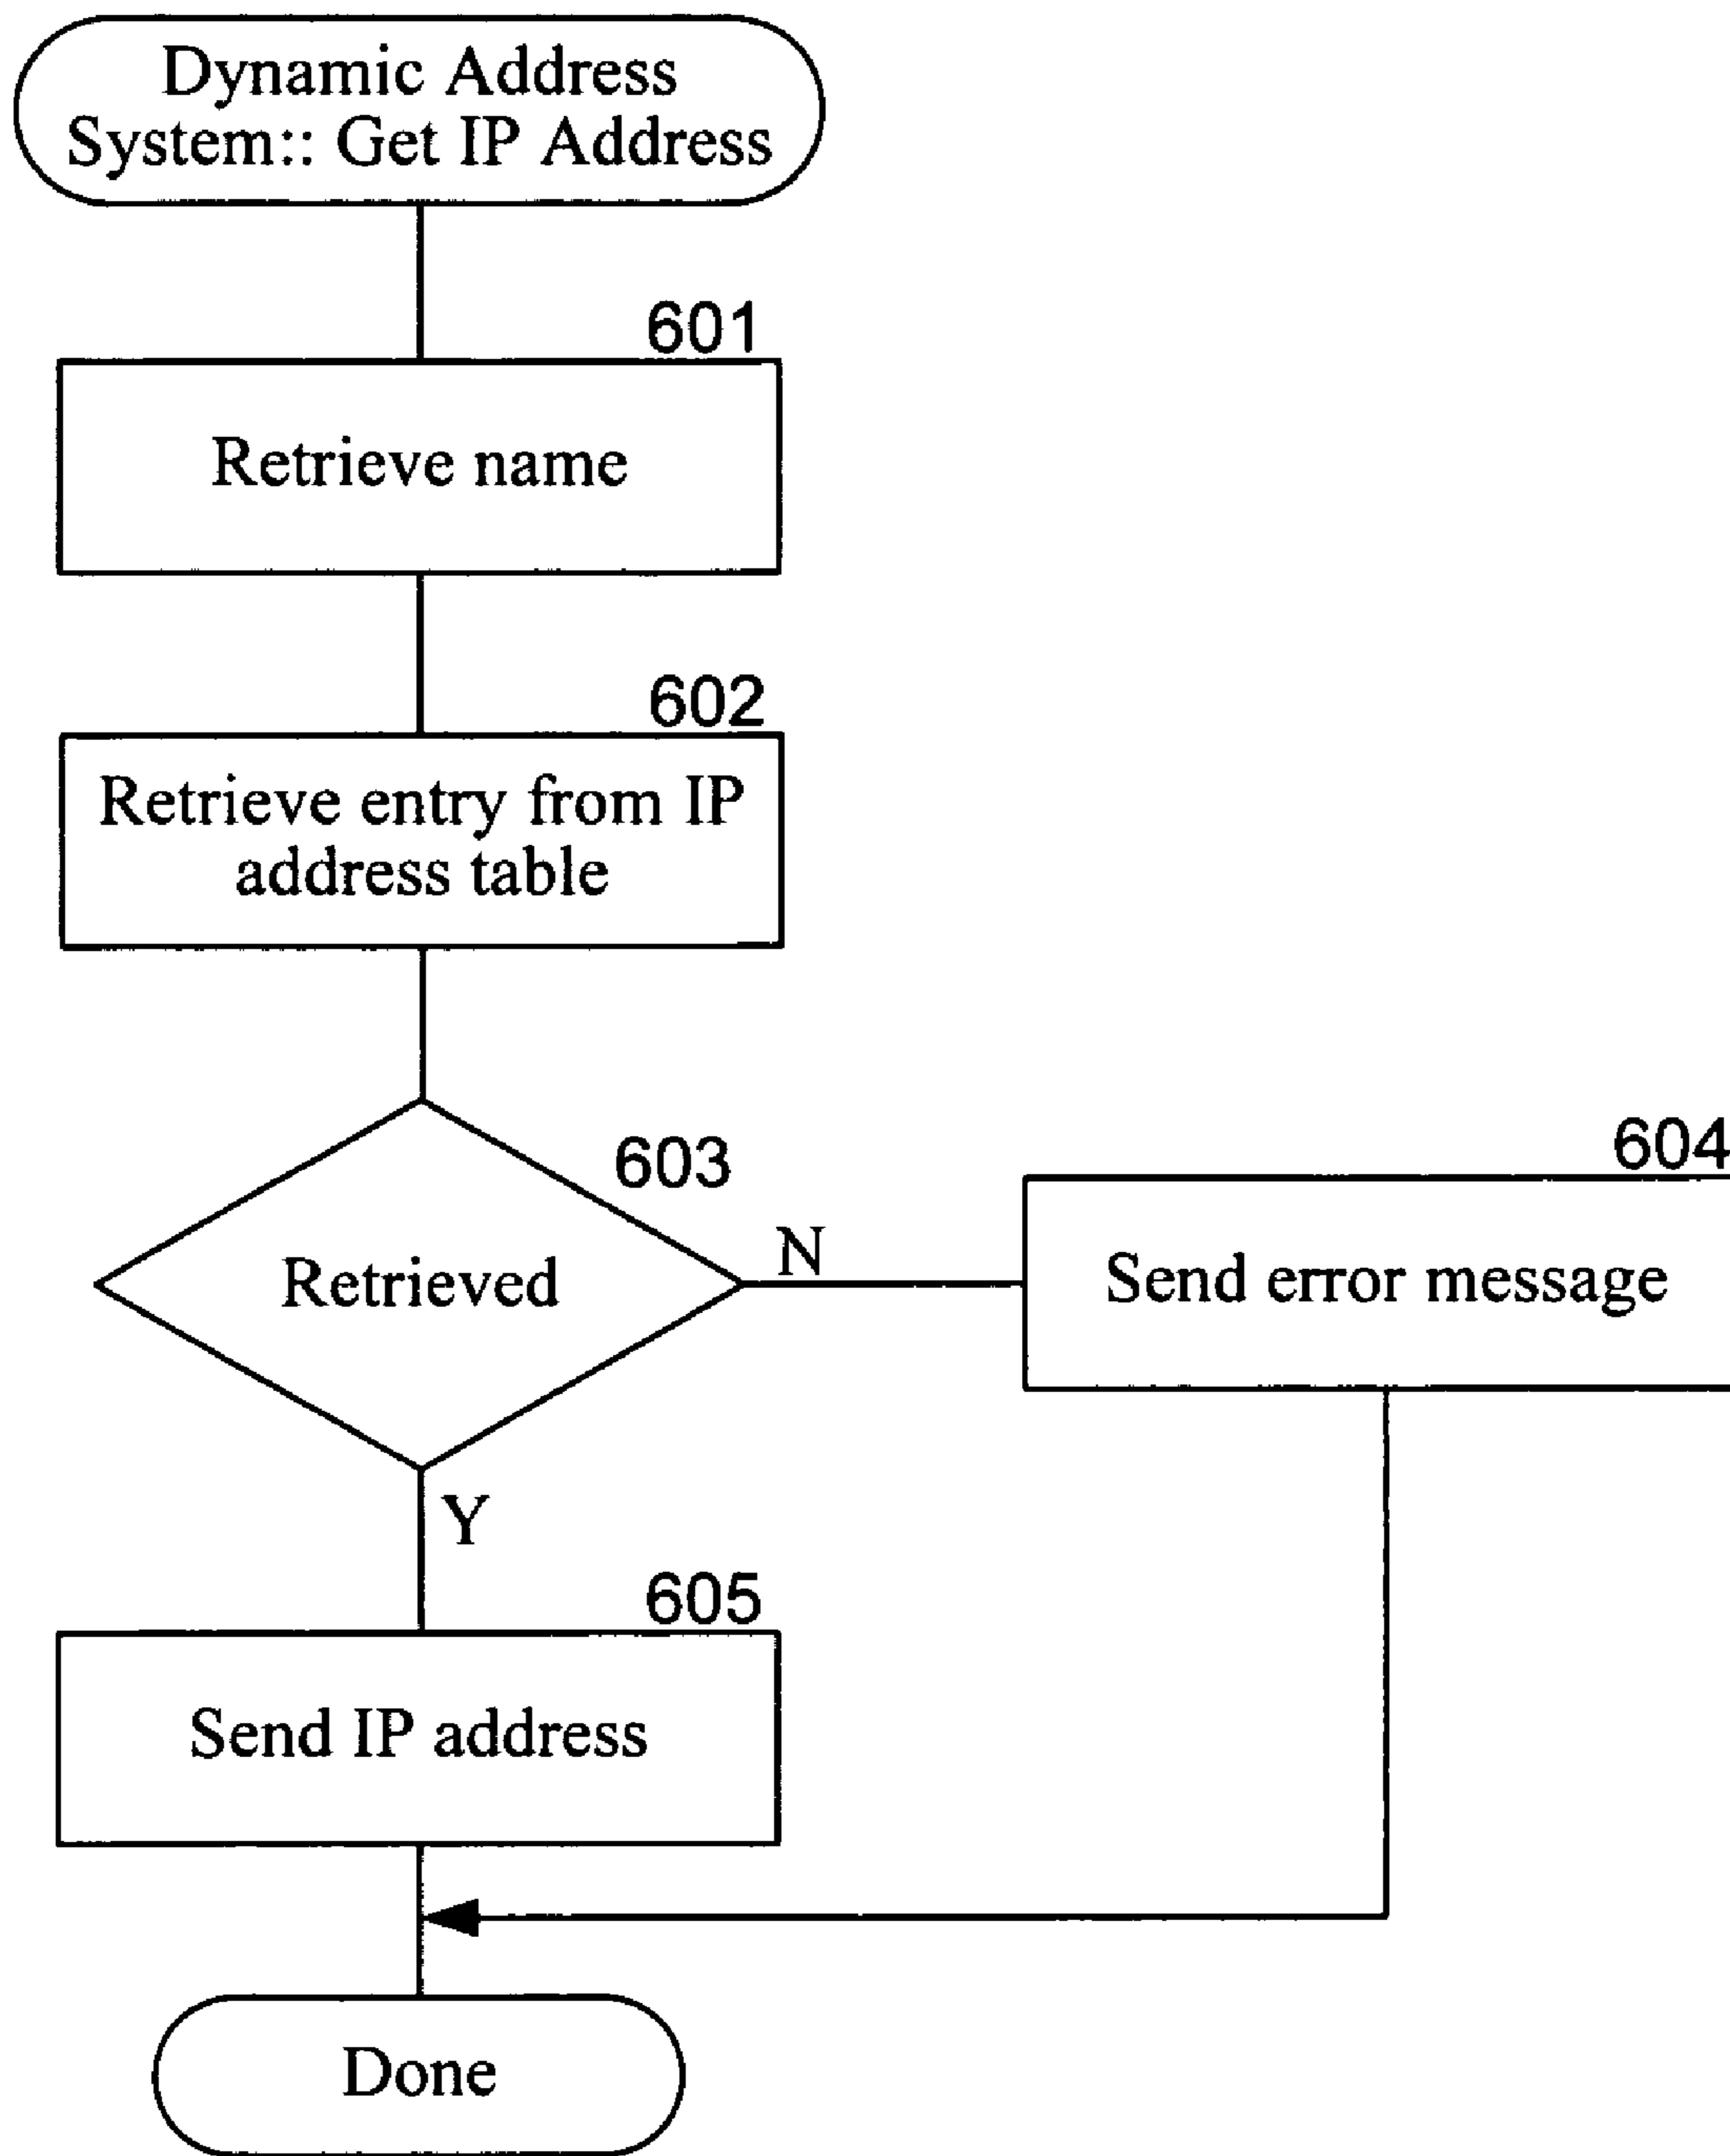 Dynamic Address
System:: Get IP Address
601
Retrieve name
602
Retrieve entry from IP
address table
603
Retrieved
N
604
Send error message
Y
605
Send IP address
Done